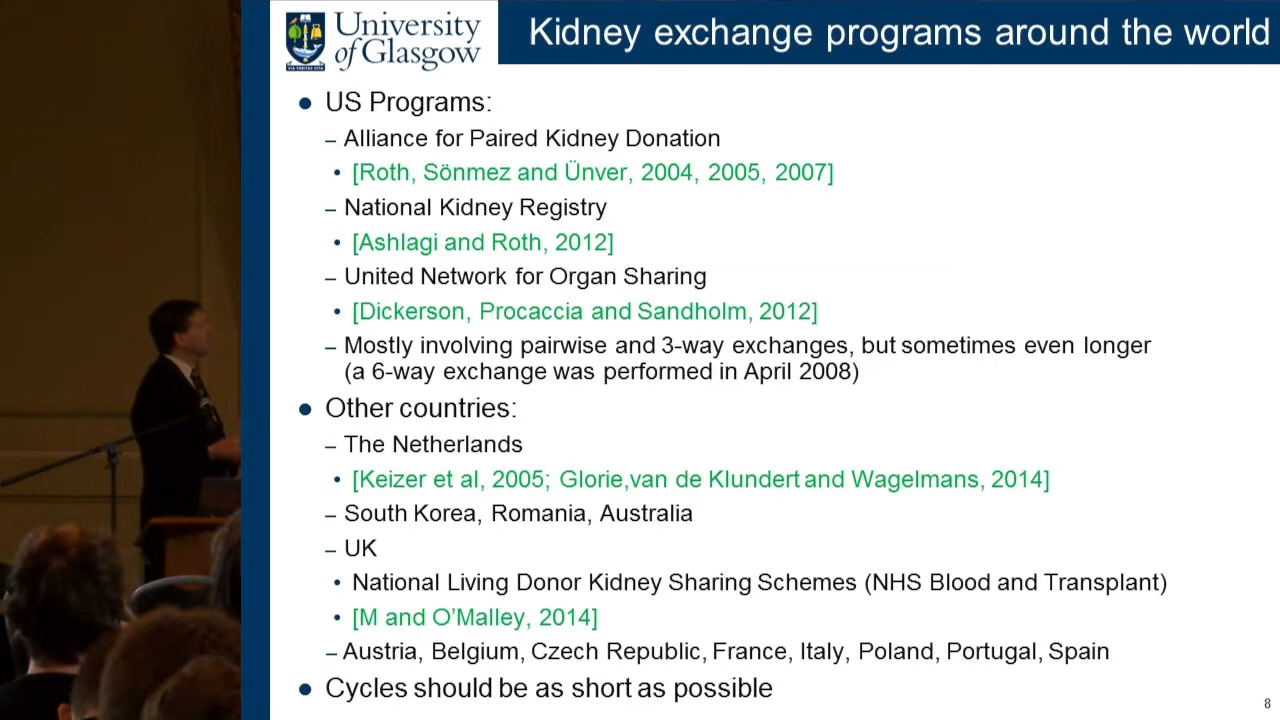 University
of Glasgow
Kidney exchange programs around the world
● US Programs:
– Alliance for Paired Kidney Donation
• [Roth, Sönmez and Ünver, 2004, 2005, 2007]
– National Kidney Registry
• [Ashlagi and Roth, 2012]
– United Network for Organ Sharing
• [Dickerson, Procaccia and Sandholm, 2012]
– Mostly involving pairwise and 3-way exchanges, but sometimes even longer
(a 6-way exchange was performed in April 2008)
● Other countries:
– The Netherlands
• [Keizer et al, 2005; Glorie,van de Klundert and Wagelmans, 2014]
– South Korea, Romania, Australia
– UK
• National Living Donor Kidney Sharing Schemes (NHS Blood and Transplant)
• [M and O’Malley, 2014]
– Austria, Belgium, Czech Republic, France, Italy, Poland, Portugal, Spain
● Cycles should be as short as possible
8